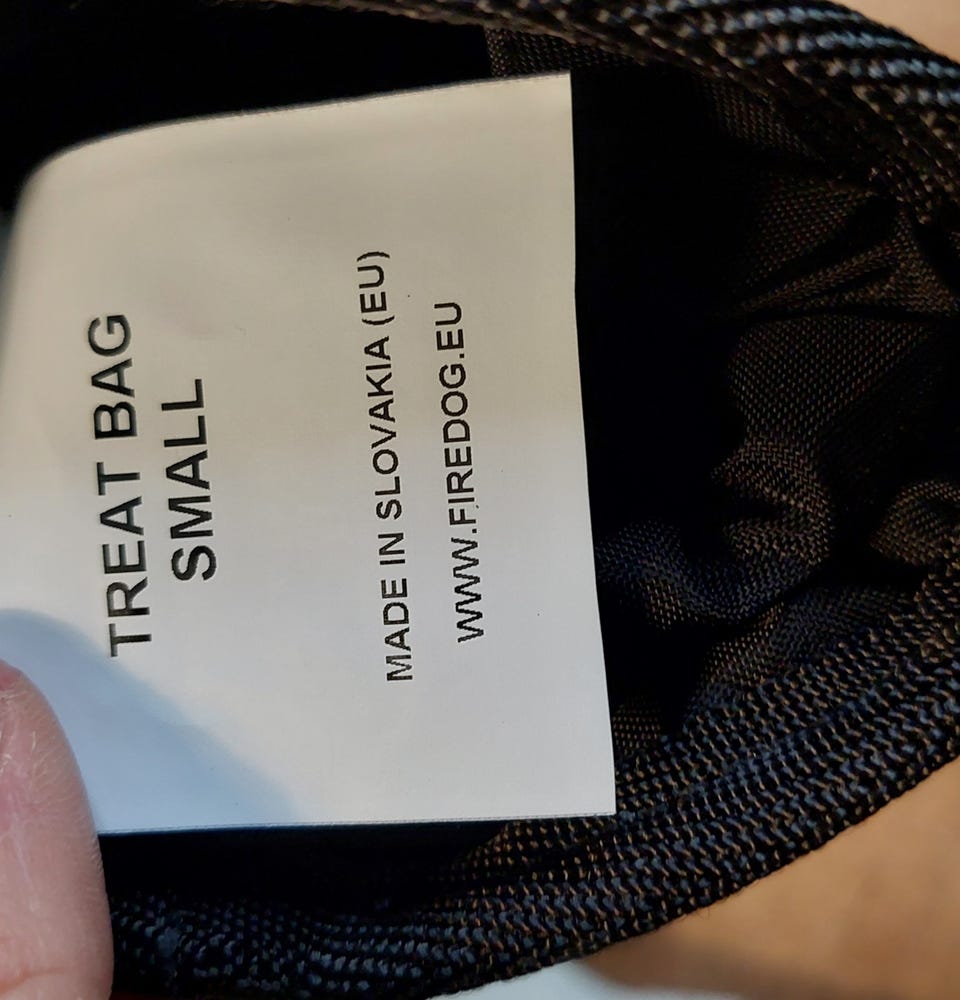 TREAT BAG
SMALL
MADE IN SLOVAKIA (EU)
WWW.FIREDOG.EU